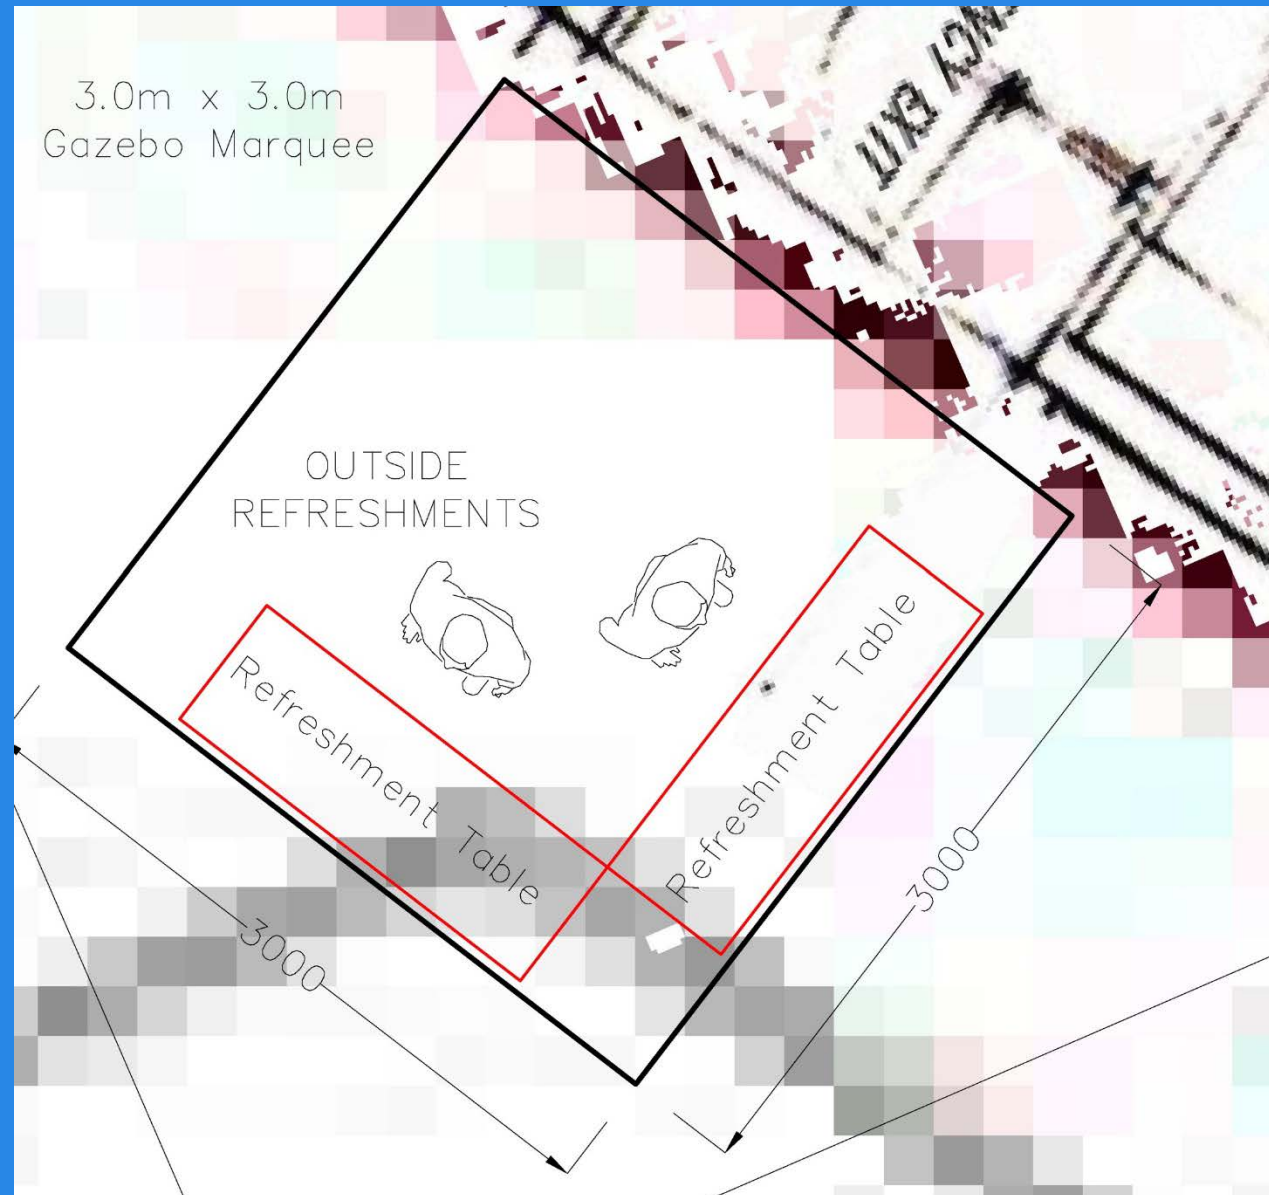 3.0m x 3.0m
Gazebo Marquee
OUTSIDE
REFRESHMENTS
Refreshment Table
Refreshment Table
3000
3000